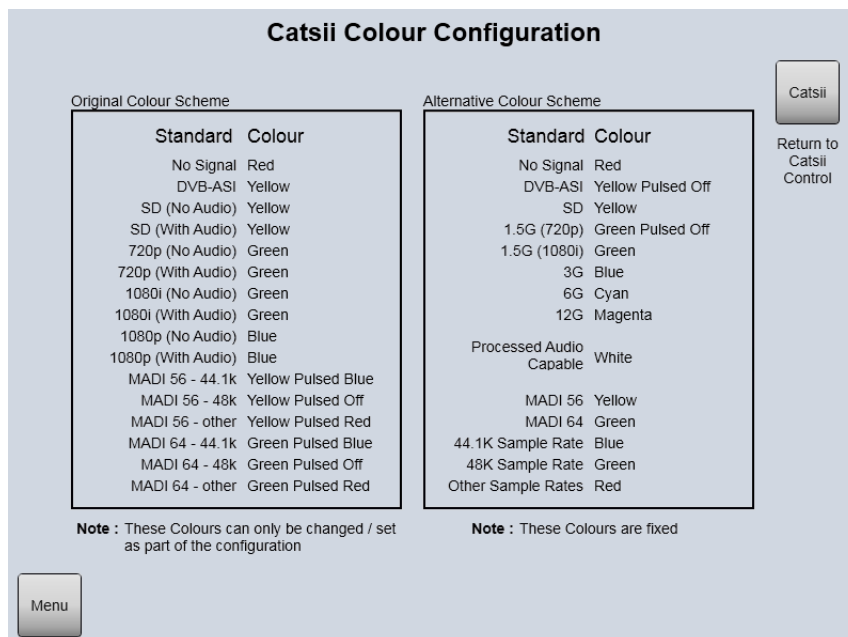 Catsii Colour Configuration
Catsii
Return to
Catsii
Control
Original Colour Scheme
Standard Colour
No Signal Red
DVB-ASI Yellow
SD (No Audio) Yellow
SD (With Audio) Yellow
720p (No Audio) Green
720p (With Audio) Green
1080i (No Audio) Green
1080i (With Audio) Green
1080p (No Audio) Blue
1080p (With Audio) Blue
MADI 56 - 44.1k Yellow Pulsed Blue
MADI 56 - 48k Yellow Pulsed Off
MADI 56 - other Yellow Pulsed Red
MADI 64 - 44.1k Green Pulsed Blue
MADI 64 - 48k Green Pulsed Off
MADI 64 - other Green Pulsed Red
Note : These Colours can only be changed / set
as part of the configuration
Alternative Colour Scheme
Standard Colour
No Signal Red
DVB-ASI Yellow Pulsed Off
SD Yellow
1.5G (720p) Green Pulsed Off
1.5G (1080i) Green
3G Blue
6G Cyan
12G Magenta
Processed Audio
Capable White
MADI 56 Yellow
MADI 64 Green
44.1K Sample Rate Blue
48K Sample Rate Green
Other Sample Rates Red
Note : These Colours are fixed
Menu